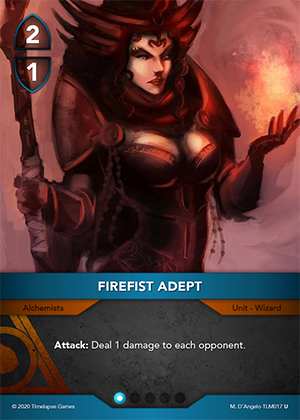 2
1
FIREFIST ADEPT
Alchemists Unit - Wizard
Attack: Deal 1 damage to each opponent.
© 2020 Timelapse Games M. D'Angelo TLM017 U